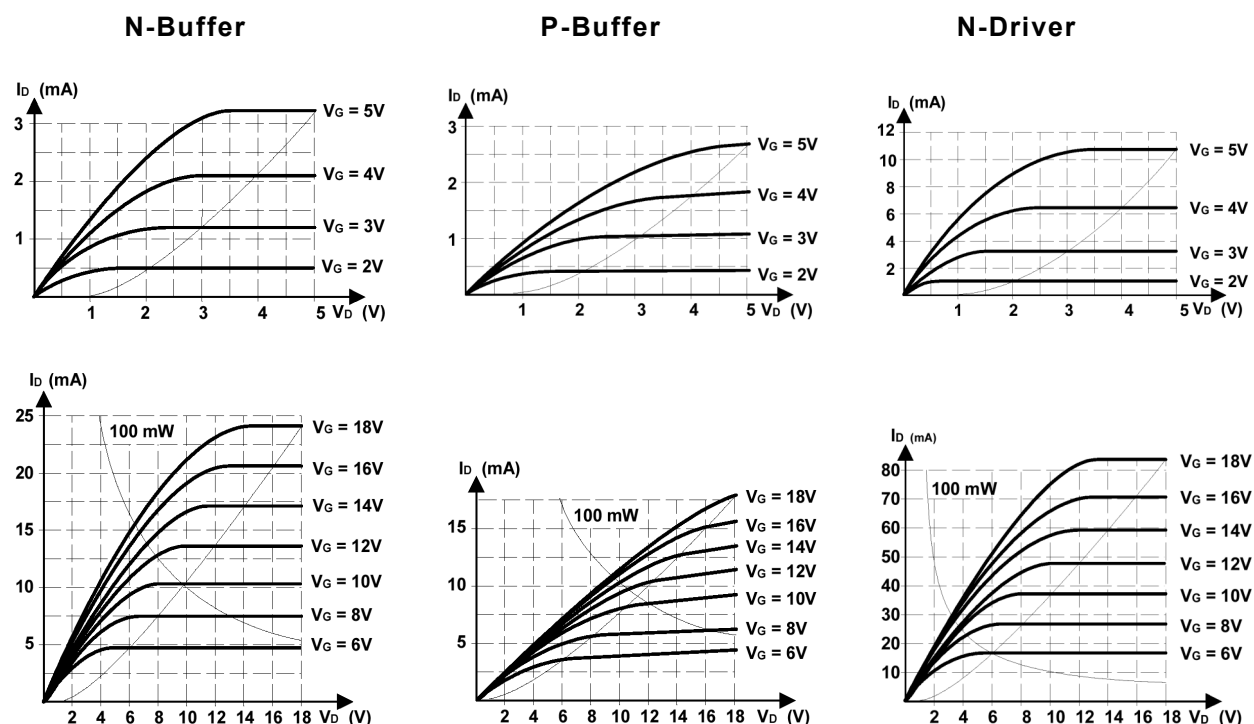 N-Buffer
P-Buffer
N-Driver
ID (mA)
3
2
1
VG = 5V
VG = 4V
VG = 3V
VG = 2V
1 2 3 4 5 VD (V)
ID (mA)
3
2
1
VG = 5V
VG = 4V
VG = 3V
VG = 2V
1 2 3 4 5 VD (V)
ID (mA)
12
10
8
6
4
2
VG = 5V
VG = 4V
VG = 3V
VG = 2V
1 2 3 4 5 VD (V)
ID (mA)
25
20
15
10
5
100 mW
VG = 18V
VG = 16V
VG = 14V
VG = 12V
VG = 10V
VG = 8V
VG = 6V
2 4 6 8 10 12 14 16 18 VD (V)
ID (mA)
15
10
5
100 mW
VG = 18V
VG = 16V
VG = 14V
VG = 12V
VG = 10V
VG = 8V
VG = 6V
2 4 6 8 10 12 14 16 18 VD (V)
ID (mA)
80
70
60
50
40
30
20
10
100 mW
VG = 18V
VG = 16V
VG = 14V
VG = 12V
VG = 10V
VG = 8V
VG = 6V
2 4 6 8 10 12 14 16 18 VD (V)